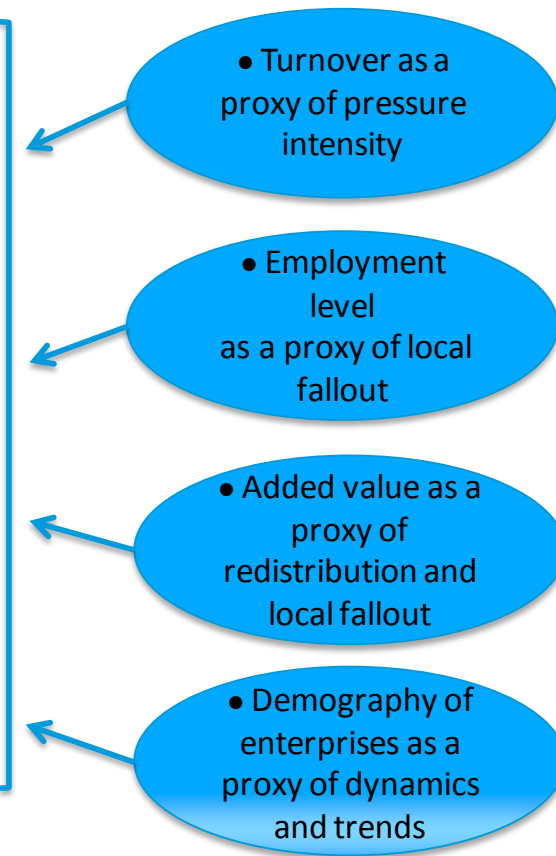 • Turnover as a
proxy of pressure
intensity
• Employment
level
as a proxy of local
fallout
• Added value as a
proxy of
redistribution and
local fallout
• Demography of
enterprises as a
proxy of dynamics
and trends